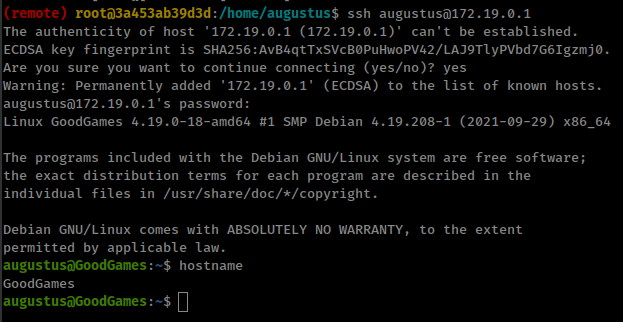 (remote) root@3a453ab39d3d:/home/augustus$ ssh augustus@172.19.0.1
The authenticity of host '172.19.0.1 (172.19.0.1)' can't be established.
ECDSA key fingerprint is SHA256:AvB4qtTxSVcB0PuHwoPV42/LAJ9TlyPVbd7G6Igzmj0.
Are you sure you want to continue connecting (yes/no)? yes
Warning: Permanently added '172.19.0.1' (ECDSA) to the list of known hosts.
augustus@172.19.0.1's password:
Linux GoodGames 4.19.0-18-amd64 #1 SMP Debian 4.19.208-1 (2021-09-29) x86_64
The programs included with the Debian GNU/Linux system are free software;
the exact distribution terms for each program are described in the
individual files in /usr/share/doc/*/copyright.
Debian GNU/Linux comes with ABSOLUTELY NO WARRANTY, to the extent
permitted by applicable law.
augustus@GoodGames:~$ hostname
GoodGames
augustus@GoodGames:~$